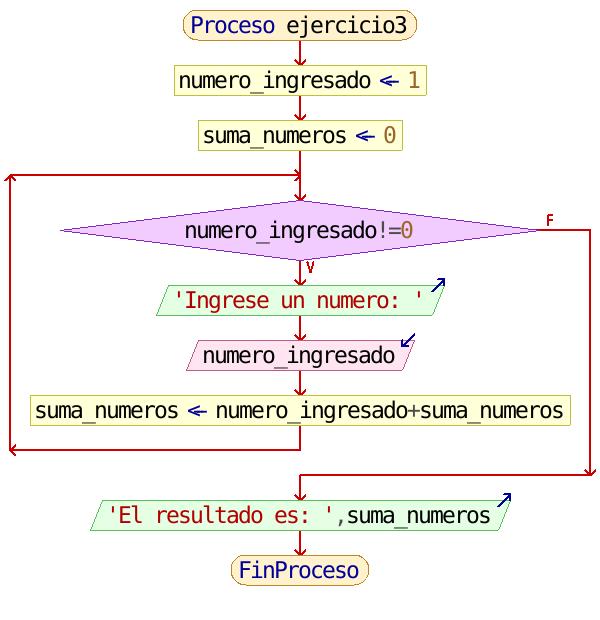 Proceso ejercicio3
numero_ingresado <- 1
suma_numeros <- 0
numero_ingresado!=0
F
V
'Ingrese un numero: '
numero_ingresado
suma_numeros <- numero_ingresado+suma_numeros
'El resultado es: ',suma_numeros
FinProceso